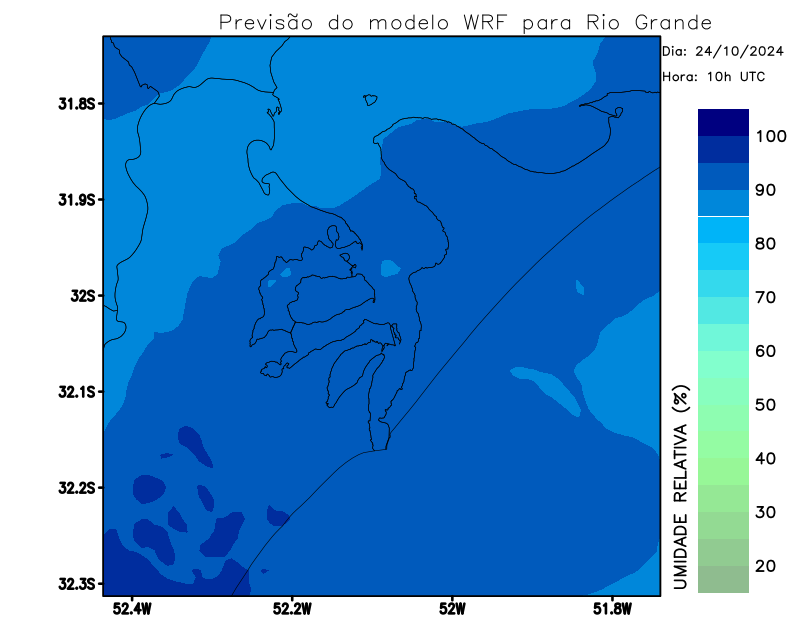 Previsão do modelo WRF para Rio Grande
Dia: 24/10/2024
Hora: 10h UTC
31.8S
31.9S
32S
32.1S
32.2S
32.3S
52.4W
52.2W
52W
51.8W
100
90
80
70
60
50
40
30
20
UMIDADE RELATIVA (%)